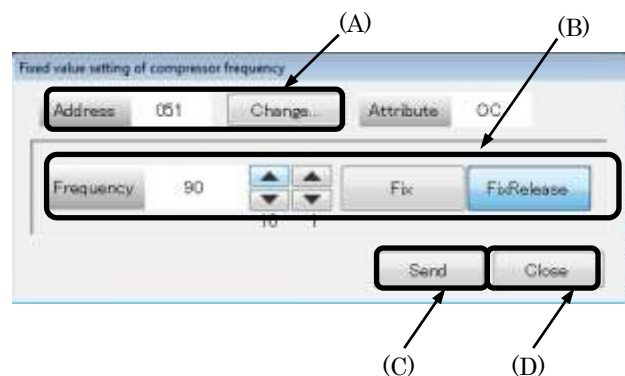 (A)
(B)
Fixed value setting of compressor frequency
Address 051 Change... Attribute OC
Frequency 90 Fix FixRelease
10 1
Send Close
(C) (D)